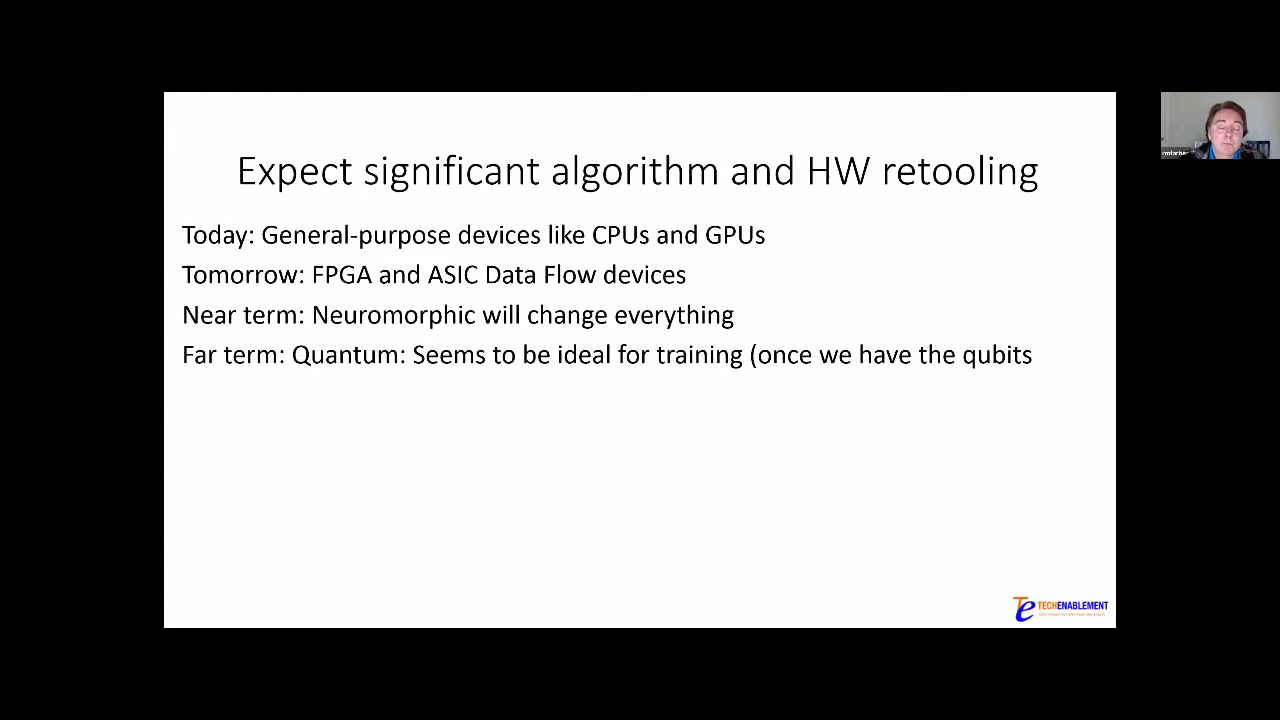 Expect significant algorithm and HW retooling
Today: General-purpose devices like CPUs and GPUs
Tomorrow: FPGA and ASIC Data Flow devices
Near term: Neuromorphic will change everything
Far term: Quantum: Seems to be ideal for training (once we have the qubits
rmfarber
Te TECHENABLEMENT